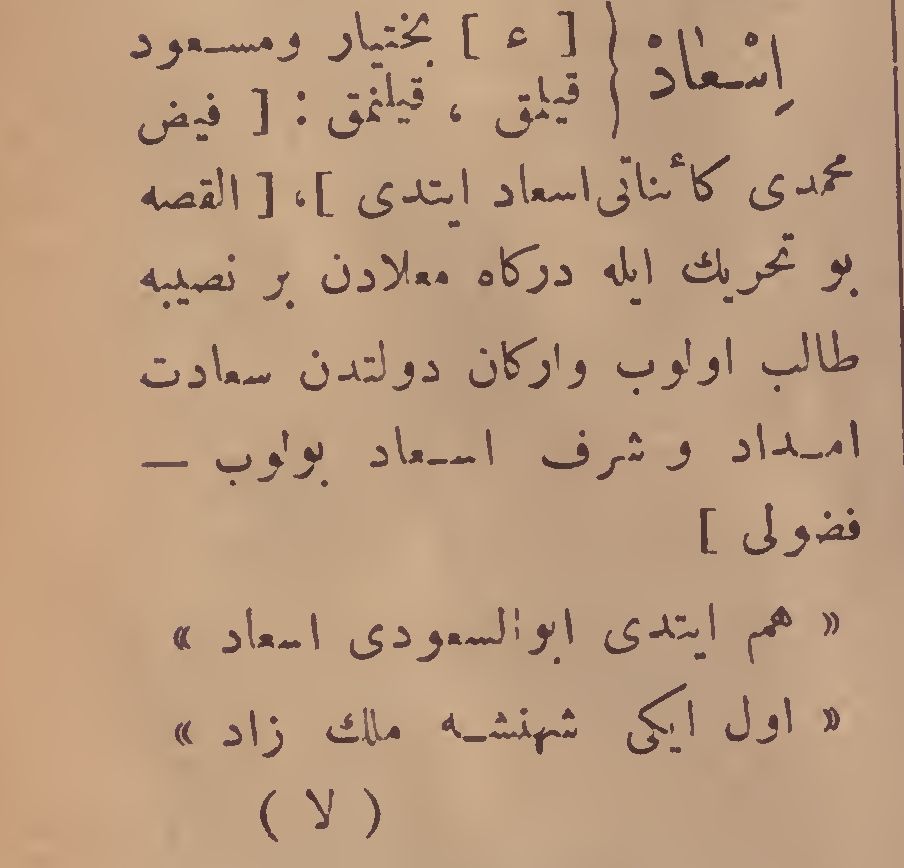 اِسعاد { [ ع ] بختیار ومسعود
قیلمق ، قیلنمق : [ فیض
محمدی کائناتی اسعاد ایتدی ]، [ القصه
بو تحریك ایله درکاه معلادن بر نصیبه
طالب اولوب وارکان دولتدن سعادت
امداد و شرف اسعاد بولوب —
فضولی ]
« هم ایتدی ابوالسعودی اسعاد »
« اول ایکی شهنشه ملك زاد »
( لا )